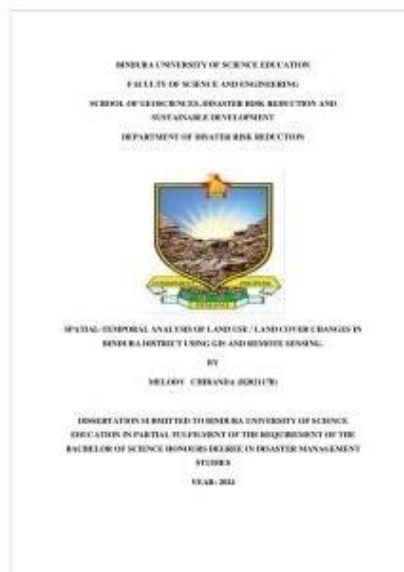 BINDURA UNIVERSITY OF SCIENCE EDUCATION
FACULTY OF SCIENCE AND ENGINEERING
SCHOOL OF GEOSCIENCES, DISASTER RISK REDUCTION AND
SUSTAINABLE DEVELOPMENT
DEPARTMENT OF DISATER RISK REDUCTION
SPATIAL-TEMPORAL ANALYSIS OF LAND USE / LAND COVER CHANGES IN
BINDURA DISTRICT USING GIS AND REMOTE SENSING.
BY
MELODY CHIRANDA
DISSERTATION SUBMITTED TO BINDURA UNIVERSITY OF SCIENCE
EDUCATION IN PARTIAL FULFILMENT OF THE REQUIREMENT OF THE
BACHELOR OF SCIENCE HONOURS DEGREE IN DISASTER MANAGEMENT
STUDIES
YEAR: